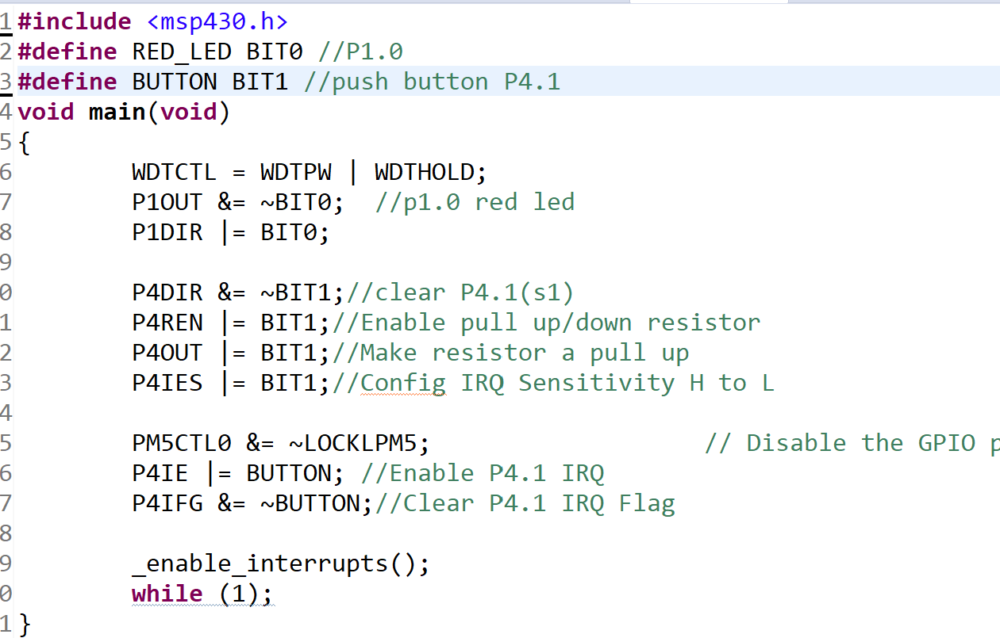 1 #include <msp430.h>
2 #define RED_LED BIT0 //P1.0
3 #define BUTTON BIT1 //push button P4.1
4 void main(void)
5 {
6 WDTCTL = WDTPW | WDTHOLD;
7 P1OUT &= ~BIT0; //p1.0 red led
8 P1DIR |= BIT0;
9
0 P4DIR &= ~BIT1;//clear P4.1(s1)
1 P4REN |= BIT1;//Enable pull up/down resistor
2 P4OUT |= BIT1;//Make resistor a pull up
3 P4IES |= BIT1;//Config IRQ Sensitivity H to L
4
5 PM5CTL0 &= ~LOCKLPM5; // Disable the GPIO p
6 P4IE |= BUTTON; //Enable P4.1 IRQ
7 P4IFG &= ~BUTTON;//Clear P4.1 IRQ Flag
8
9 _enable_interrupts();
0 while (1);
1 }